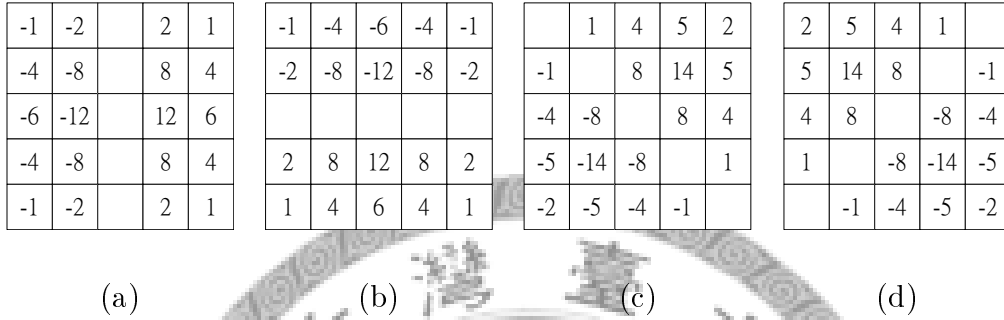 -1 -2 2 1
-4 -8 8 4
-6 -12 12 6
-4 -8 8 4
-1 -2 2 1
-1 -4 -6 -4 -1
-2 -8 -12 -8 -2
2 8 12 8 2
1 4 6 4 1
1 4 5 2
-1 8 14 5
-4 -8 8 4
-5 -14 -8 1
-2 -5 -4 -1
2 5 4 1
5 14 8 -1
4 8 -8 -4
1 -8 -14 -5
-1 -4 -5 -2
(a) (b) (c) (d)